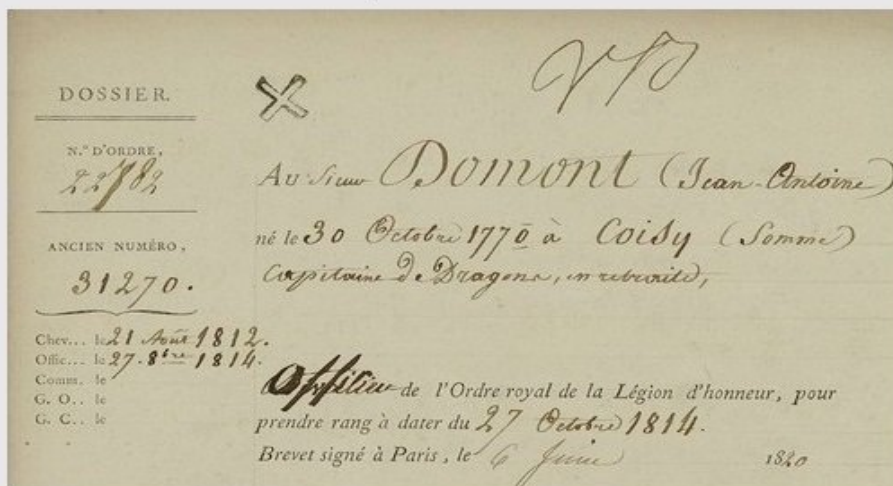 DOSSIER.
N.º D'ORDRE,
22782
ANCIEN NUMÉRO,
31270.
Chev... le 21 Août 1812.
Offic... le 27. 8bre 1814.
Comm. le
G. O.. le
G. C.. le
Au Sieur Domont (Jean-Antoine)
né le 30 Octobre 1770 à Coisy (Somme)
Capitaine de Dragons, en retraite,
Officier de l'Ordre royal de la Légion d'honneur, pour
prendre rang à dater du 27 Octobre 1814.
Brevet signé à Paris, le 6 Juin 1820